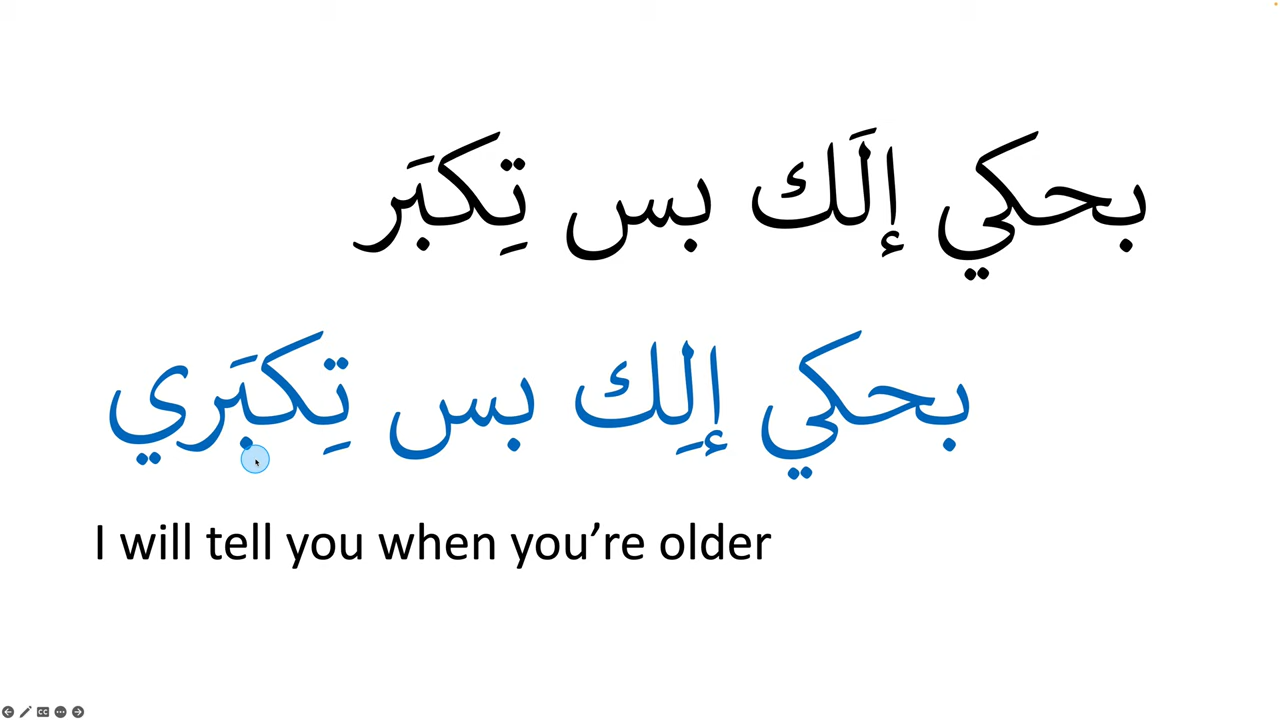 بحكي إلَك بس تِكبَر
بحكي إلِك بس تِكبَري
I will tell you when you’re older